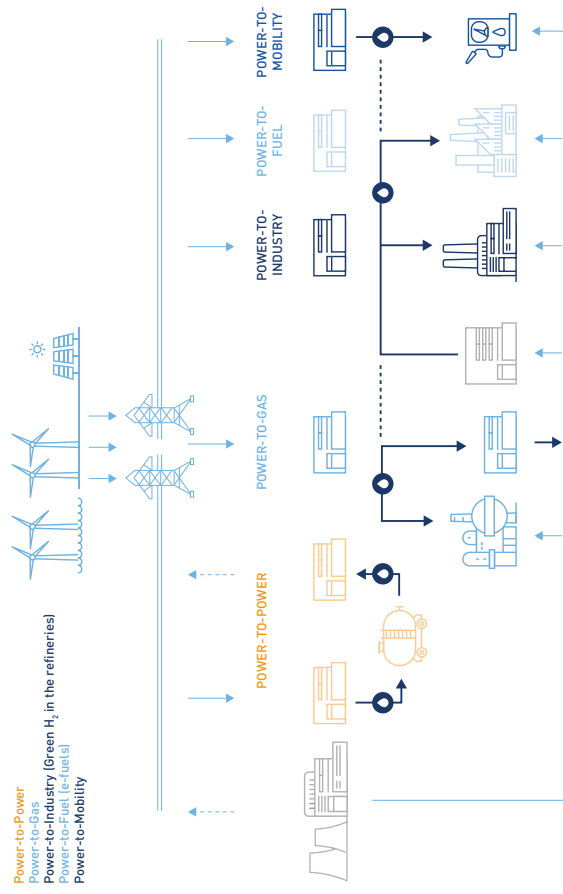 Power-to-Power
Power-to-Gas
Power-to-Industry (Green H₂ in the refineries)
Power-to-Fuel (e-fuels)
Power-to-Mobility
POWER-TO-POWER
POWER-TO-GAS
POWER-TO-
INDUSTRY
POWER-TO-
FUEL
POWER-TO-
MOBILITY